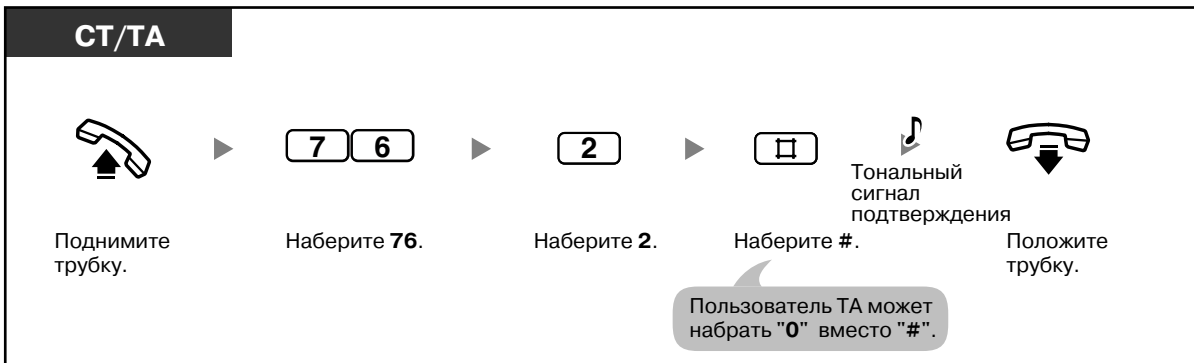 СТ/ТА
7 6
2
#
Тональный
сигнал
подтверждения
Поднимите
трубку.
Наберите 76.
Наберите 2.
Наберите #.
Положите
трубку.
Пользователь ТА может
набрать "0" вместо "#".